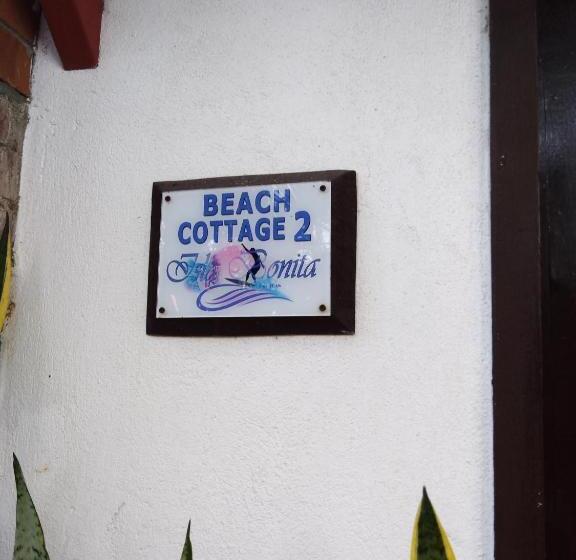 BEACH
COTTAGE 2
Isla Bonita